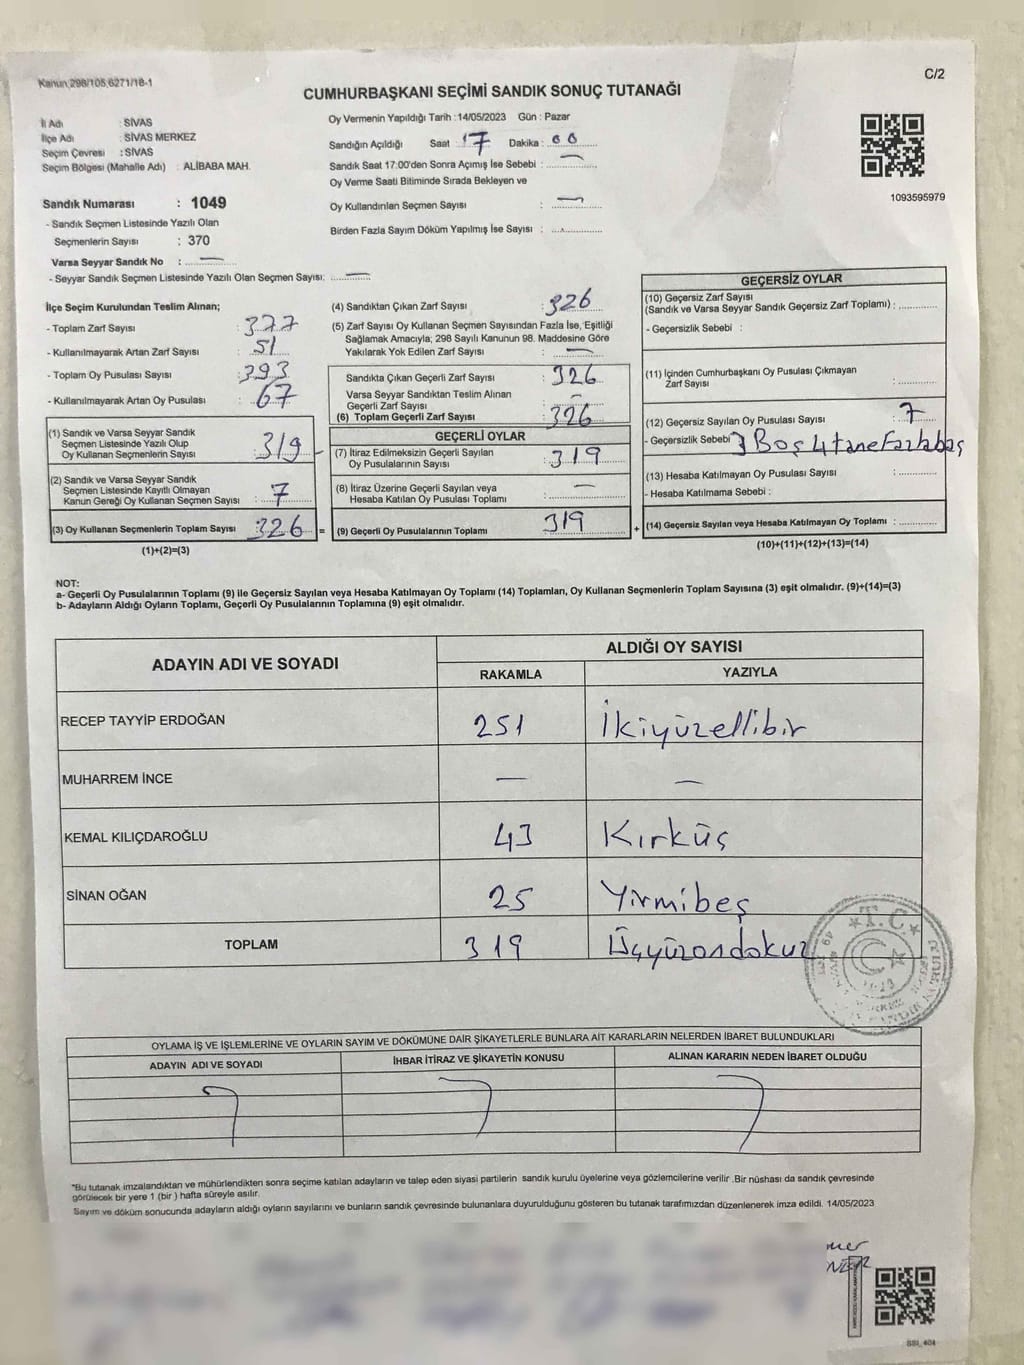 Kanun 298/105,6271/18-1
C/2
CUMHURBAŞKANI SEÇİMİ SANDIK SONUÇ TUTANAĞI
İl Adı : SİVAS
İlçe Adı : SİVAS MERKEZ
Seçim Çevresi : SİVAS
Seçim Bölgesi (Mahalle Adı) : ALİBABA MAH.
Sandık Numarası : 1049
- Sandık Seçmen Listesinde Yazılı Olan
Seçmenlerin Sayısı : 370
Varsa Seyyar Sandık No : —
- Seyyar Sandık Seçmen Listesinde Yazılı Olan Seçmen Sayısı: —
Oy Vermenin Yapıldığı Tarih :14/05/2023 Gün : Pazar
Sandığın Açıldığı Saat 17 Dakika : 00
Sandık Saat 17:00'den Sonra Açımış İse Sebebi : —
Oy Verme Saati Bitiminde Sırada Bekleyen ve
Oy Kullandırılan Seçmen Sayısı : —
Birden Fazla Sayım Döküm Yapılmış İse Sayısı :
1093595979
İlçe Seçim Kurulundan Teslim Alınan;
- Toplam Zarf Sayısı : 377
- Kullanılmayarak Artan Zarf Sayısı : 51
- Toplam Oy Pusulası Sayısı : 393
- Kullanılmayarak Artan Oy Pusulası : 67
(1) Sandık ve Varsa Seyyar Sandık
Seçmen Listesinde Yazılı Olup
Oy Kullanan Seçmenlerin Sayısı : 319
(2) Sandık ve Varsa Seyyar Sandık
Seçmen Listesinde Kayıtlı Olmayan
Kanun Gereği Oy Kullanan Seçmen Sayısı : 7
(3) Oy Kullanan Seçmenlerin Toplam Sayısı : 326
(1)+(2)=(3)
(4) Sandıktan Çıkan Zarf Sayısı : 326
(5) Zarf Sayısı Oy Kullanan Seçmen Sayısından Fazla İse, Eşitliği
Sağlamak Amacıyla; 298 Sayılı Kanunun 98. Maddesine Göre
Yakılarak Yok Edilen Zarf Sayısı : —
Sandıkta Çıkan Geçerli Zarf Sayısı : 326
Varsa Seyyar Sandıktan Teslim Alınan
Geçerli Zarf Sayısı : —
(6) Toplam Geçerli Zarf Sayısı : 326
GEÇERLİ OYLAR
(7) İtiraz Edilmeksizin Geçerli Sayılan
Oy Pusulalarının Sayısı : 319
(8) İtiraz Üzerine Geçerli Sayılan veya
Hesaba Katılan Oy Pusulası Toplamı : —
= (9) Geçerli Oy Pusulalarının Toplamı 319 +
GEÇERSİZ OYLAR
(10) Geçersiz Zarf Sayısı
(Sandık ve Varsa Seyyar Sandık Geçersiz Zarf Toplamı) :
- Geçersizlik Sebebi :
(11) İçinden Cumhurbaşkanı Oy Pusulası Çıkmayan
Zarf Sayısı :
(12) Geçersiz Sayılan Oy Pusulası Sayısı : 7
- Geçersizlik Sebebi 3 Boş 4 tane Fazla baş
(13) Hesaba Katılmayan Oy Pusulası Sayısı :
- Hesaba Katılmama Sebebi :
(14) Geçersiz Sayılan veya Hesaba Katılmayan Oy Toplamı :
(10)+(11)+(12)+(13)=(14)
NOT:
a- Geçerli Oy Pusulalarının Toplamı (9) ile Geçersiz Sayılan veya Hesaba Katılmayan Oy Toplamı (14) Toplamları, Oy Kullanan Seçmenlerin Toplam Sayısına (3) eşit olmalıdır. (9)+(14)=(3)
b- Adayların Aldığı Oyların Toplamı, Geçerli Oy Pusulalarının Toplamına (9) eşit olmalıdır.
ADAYIN ADI VE SOYADI
ALDIĞI OY SAYISI
RAKAMLA YAZIYLA
RECEP TAYYİP ERDOĞAN 251 İkiyüzellibir
MUHARREM İNCE — —
KEMAL KILIÇDAROĞLU 43 Kırküç
SİNAN OĞAN 25 Yirmibeş
TOPLAM 319 Üçyüzondokuz
T.C.
OYLAMA İŞ VE İŞLEMLERİNE VE OYLARIN SAYIM VE DÖKÜMÜNE DAİR ŞİKAYETLERLE BUNLARA AİT KARARLARIN NELERDEN İBARET BULUNDUKLARI
ADAYIN ADI VE SOYADI İHBAR İTİRAZ VE ŞİKAYETİN KONUSU ALINAN KARARIN NEDEN İBARET OLDUĞU
"Bu tutanak imzalandıktan ve mühürlendikten sonra seçime katılan adayların ve talep eden siyasi partilerin sandık kurulu üyelerine veya gözlemcilerine verilir .Bir nüshası da sandık çevresinde
görülecek bir yere 1 (bir ) hafta süreyle asılır.
Sayım ve döküm sonucunda adayların aldığı oyların sayılarını ve bunların sandık çevresinde bulunanlara duyurulduğunu gösteren bu tutanak tarafımızdan düzenlenerek imza edildi. 14/05/2023